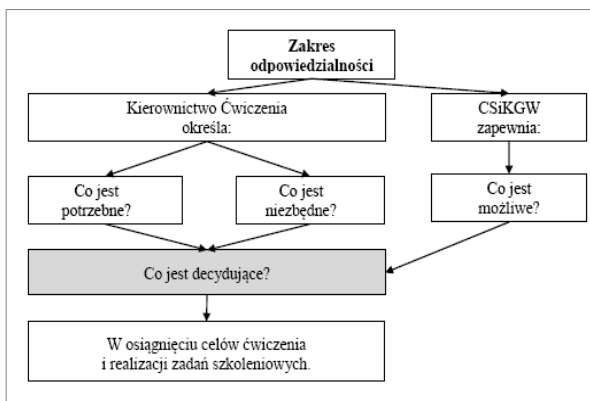 Zakres
odpowiedzialności
Kierownictwo Ćwiczenia
określa:
CSiKGW
zapewnia:
Co jest
potrzebne?
Co jest
niezbędne?
Co jest
możliwe?
Co jest decydujące?
W osiągnięciu celów ćwiczenia
i realizacji zadań szkoleniowych.